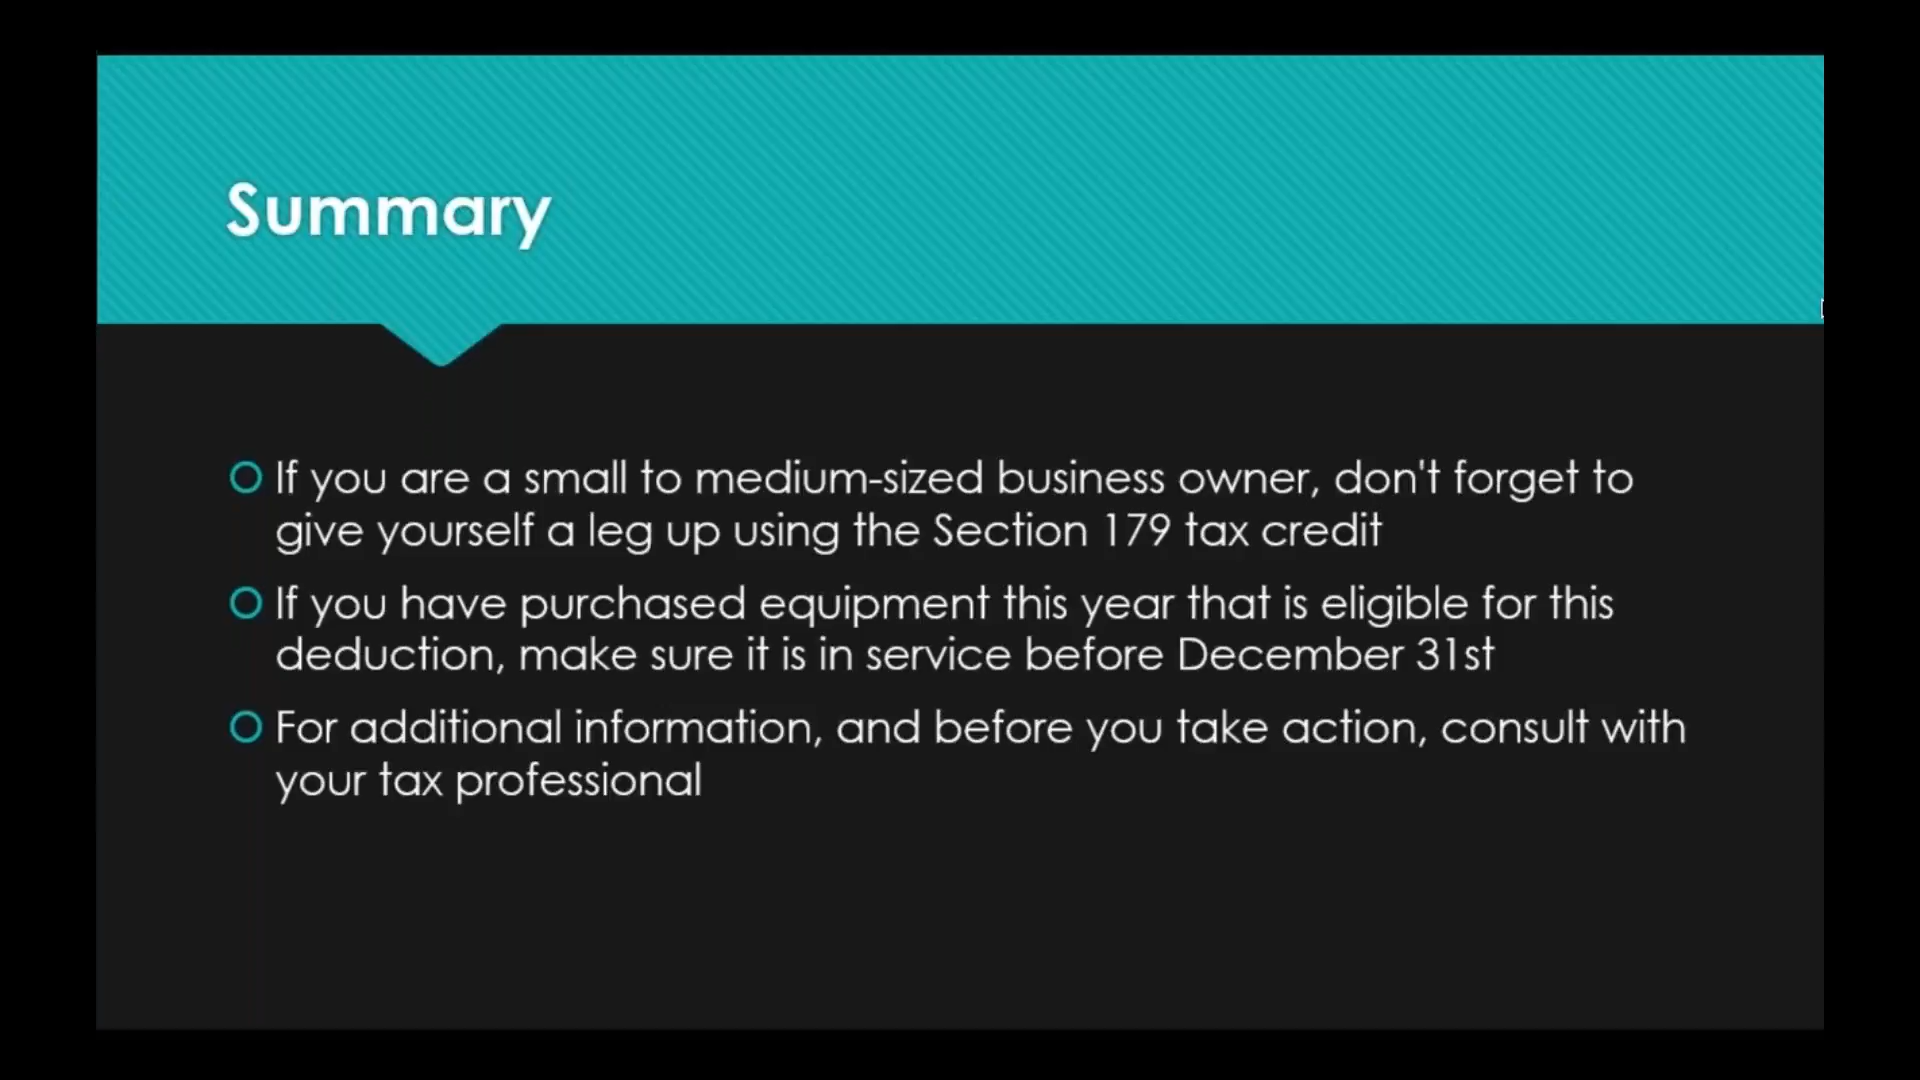 Summary
If you are a small to medium-sized business owner, don't forget to
give yourself a leg up using the Section 179 tax credit
If you have purchased equipment this year that is eligible for this
deduction, make sure it is in service before December 31st
For additional information, and before you take action, consult with
your tax professional